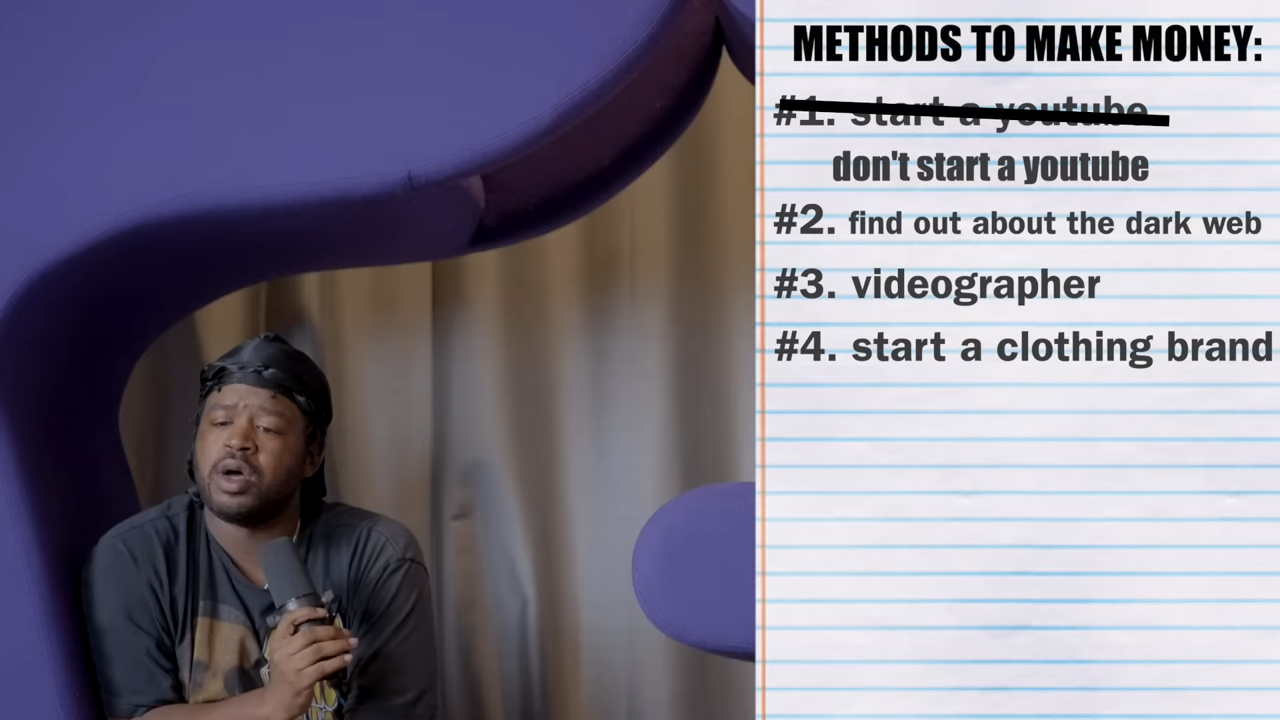 METHODS TO MAKE MONEY:
#1. start a youtube
don't start a youtube
#2. find out about the dark web
#3. videographer
#4. start a clothing brand